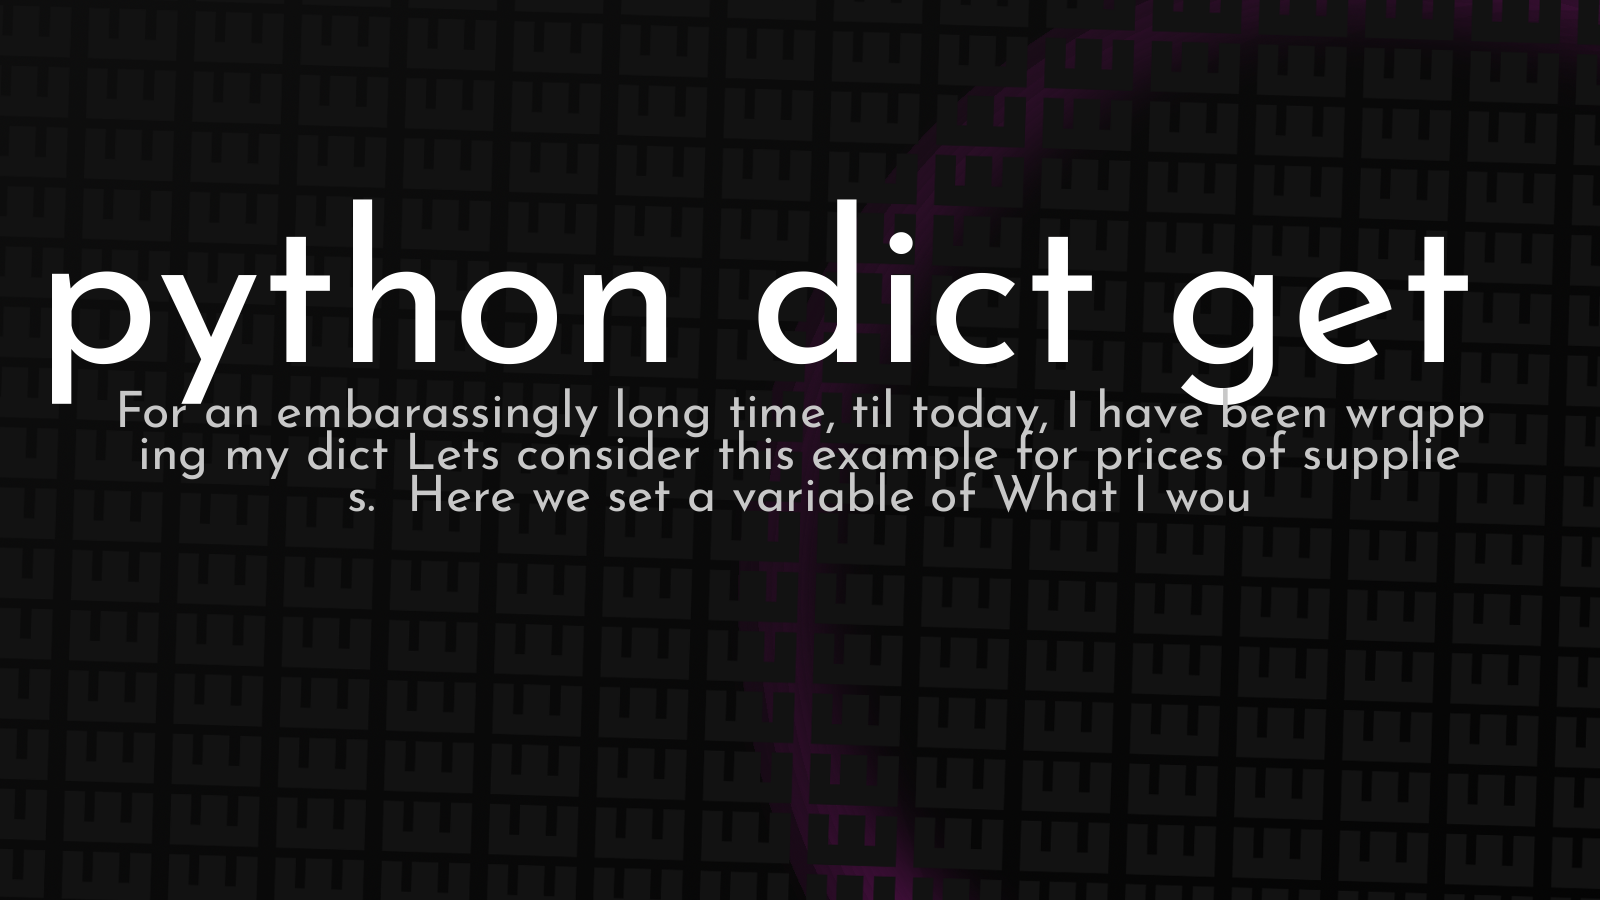 python dict get
For an embarassingly long time, til today, I have been wrapp
ing my dict Lets consider this example for prices of supplie
s.  Here we set a variable of What I wou